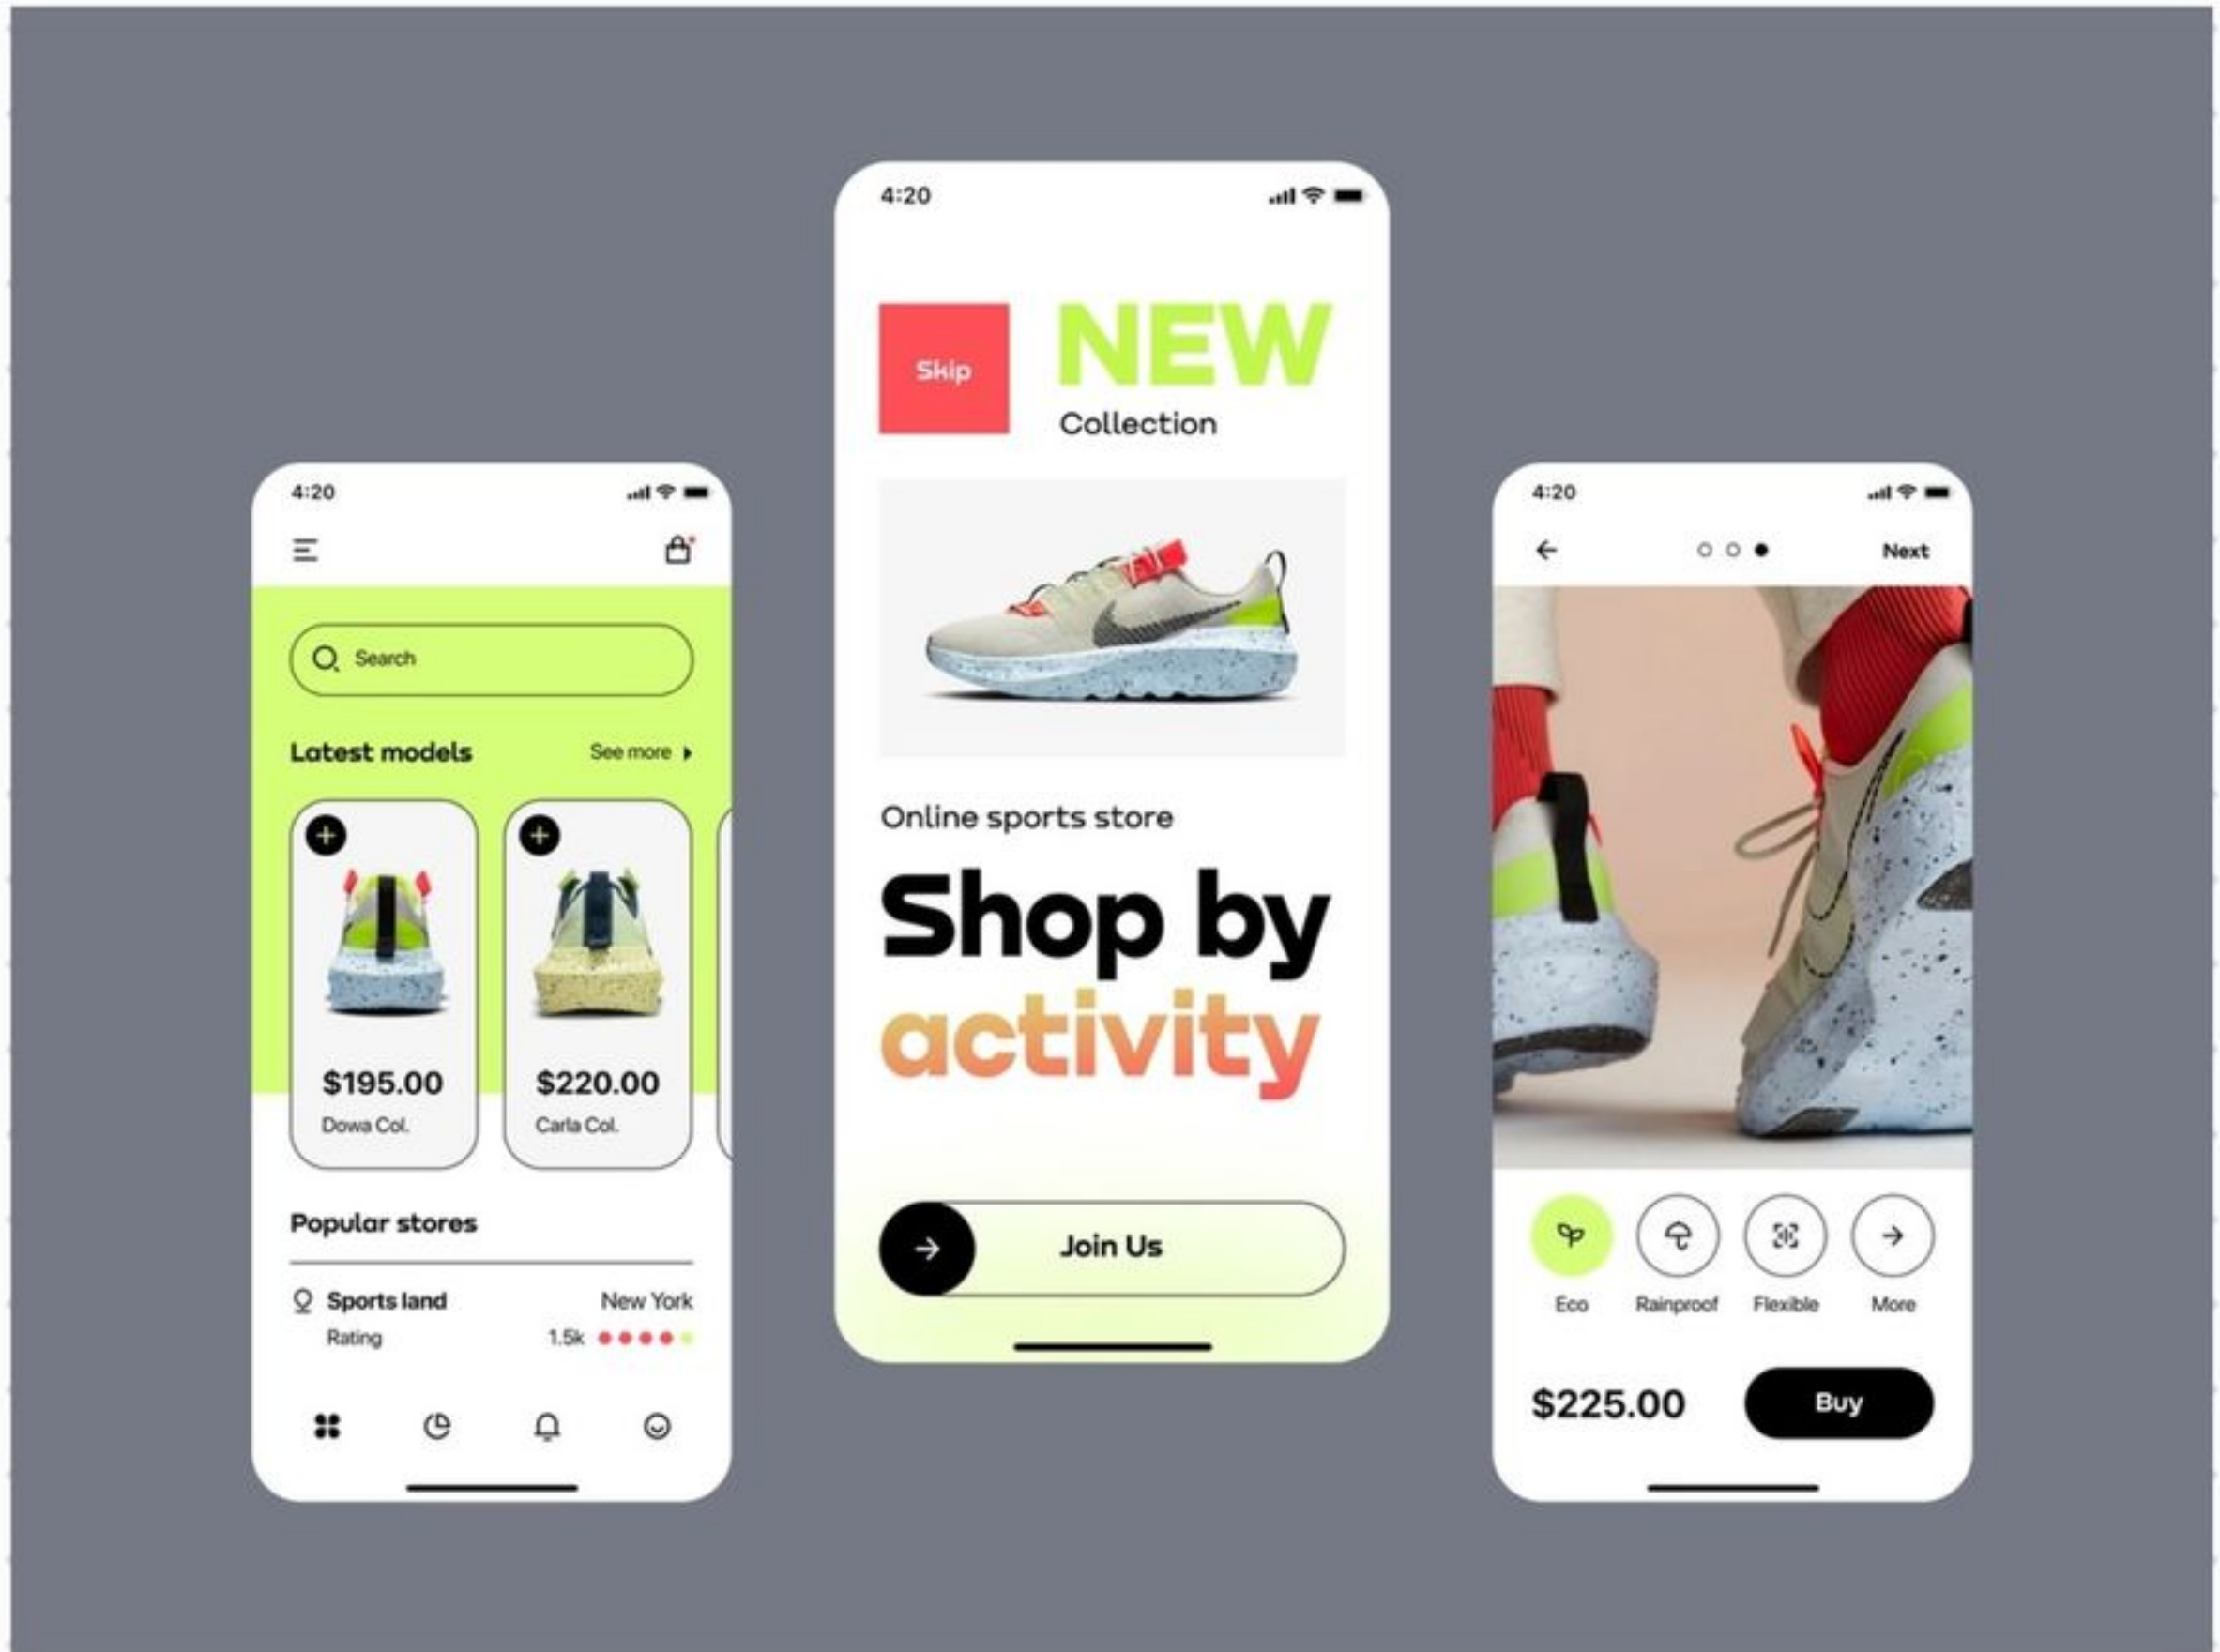 4:20
Search
Latest models
See more
$195.00
Dowa Col.
$220.00
Carla Col.
Popular stores
Sports land
New York
Rating
1.5k
4:20
Skip
NEW
Collection
Online sports store
Shop by
activity
Join Us
4:20
Next
Eco
Rainproof
Flexible
More
$225.00
Buy